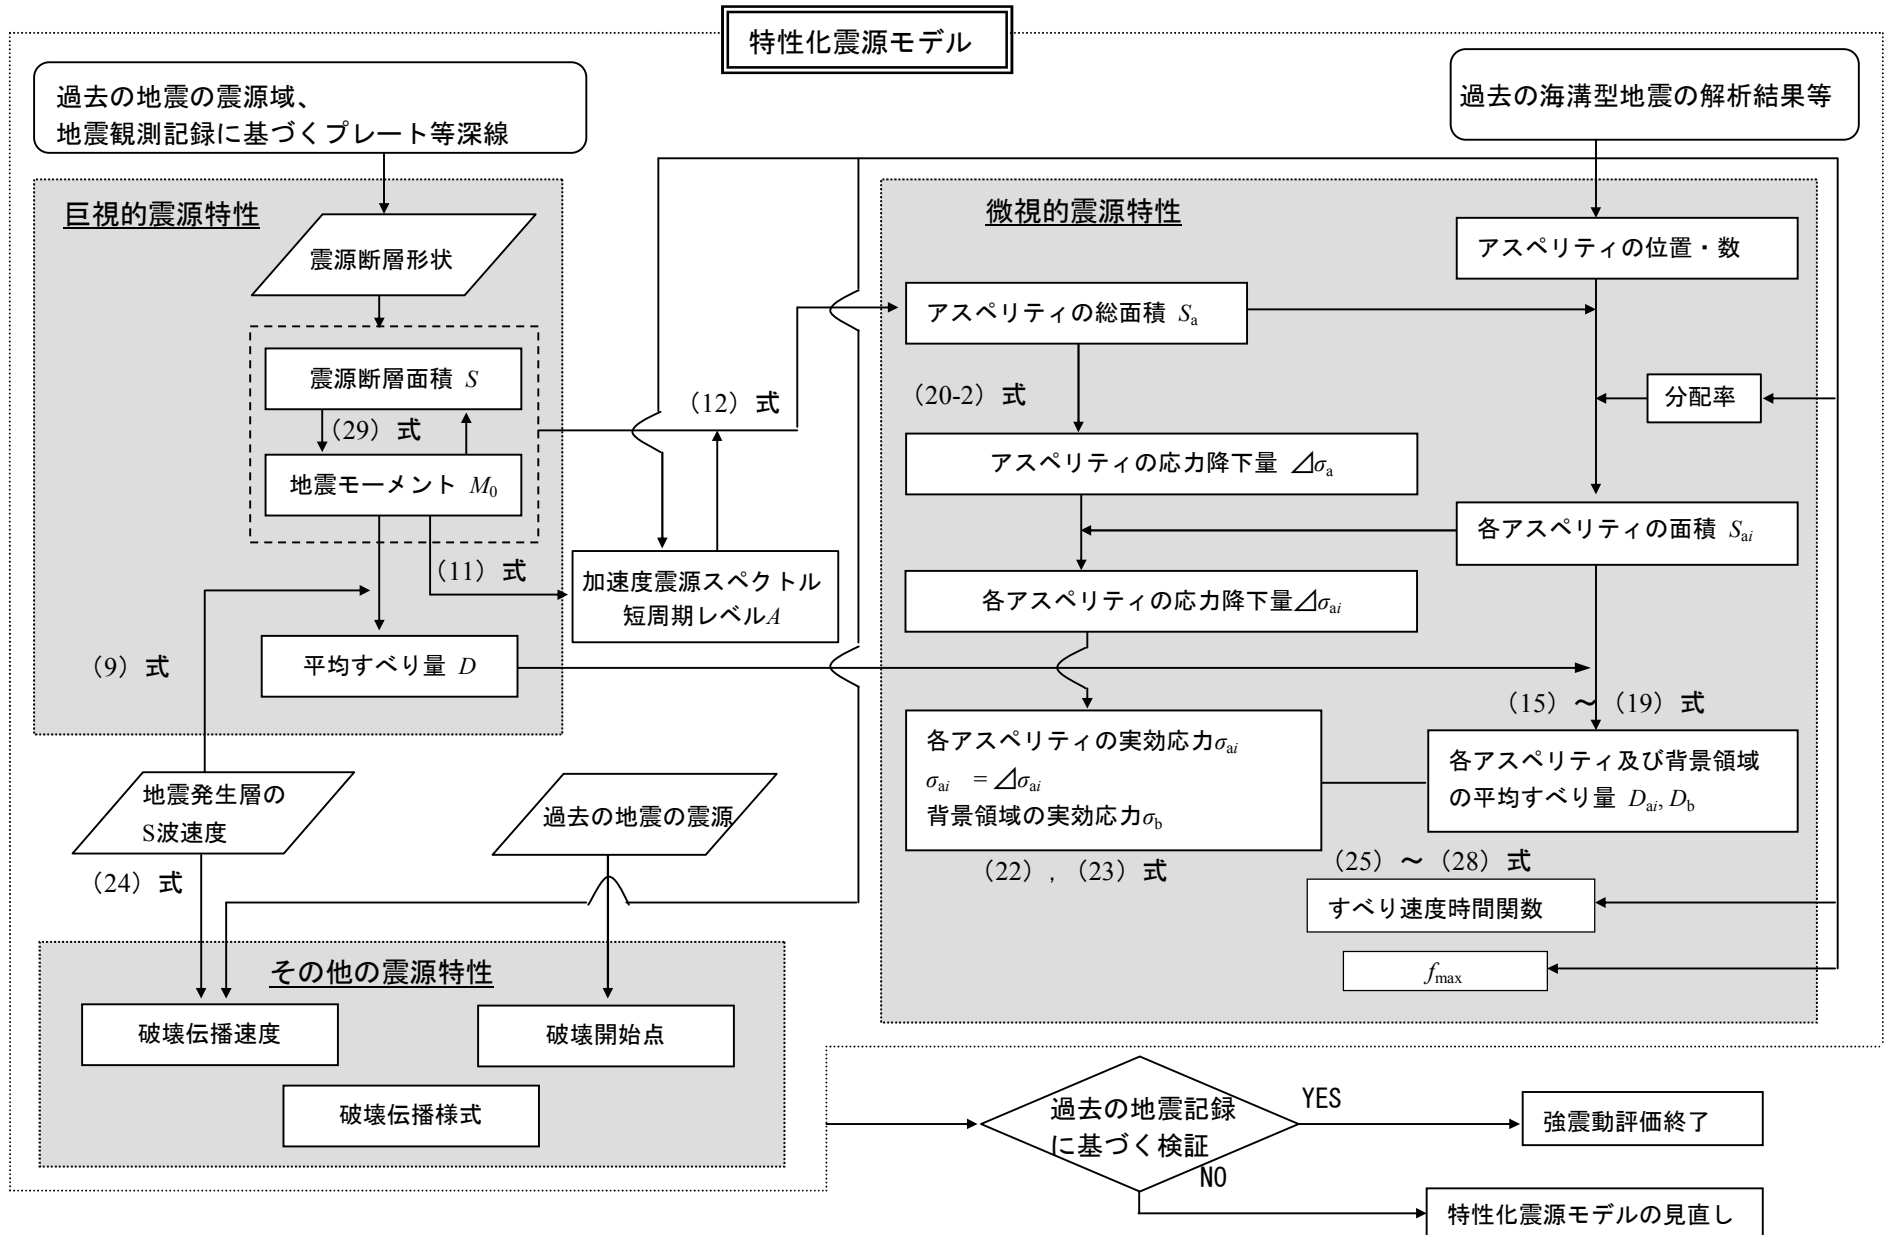 特性化震源モデル
過去の地震の震源域、
地震観測記録に基づくプレート等深線
過去の海溝型地震の解析結果等
巨視的震源特性
震源断層形状
震源断層面積 S
（29）式
地震モーメント M0
（11）式
（9）式
平均すべり量 D
（12）式
加速度震源スペクトル
短周期レベルA
微視的震源特性
アスペリティの位置・数
アスペリティの総面積 Sa
（20-2）式
分配率
アスペリティの応力降下量 ⊿σa
各アスペリティの面積 Sai
各アスペリティの応力降下量⊿σai
（15）～（19）式
各アスペリティの実効応力σai
σai =⊿σai
背景領域の実効応力σb
各アスペリティ及び背景領域
の平均すべり量 Dai, Db
（22）,（23）式
（25）～（28）式
すべり速度時間関数
fmax
地震発生層の
S波速度
（24）式
過去の地震の震源
その他の震源特性
破壊伝播速度
破壊開始点
破壊伝播様式
過去の地震記録
に基づく検証
YES
強震動評価終了
NO
特性化震源モデルの見直し